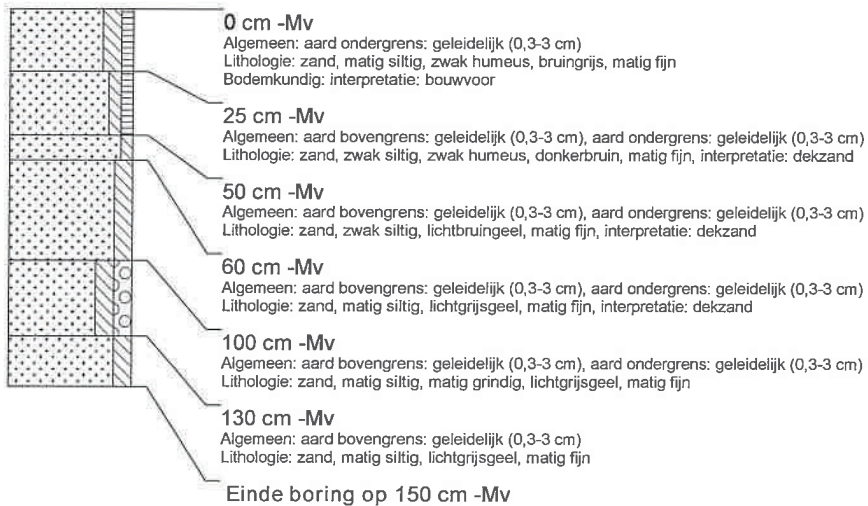 0 cm -Mv
Algemeen: aard ondergrens: geleidelijk (0,3-3 cm)
Lithologie: zand, matig siltig, zwak humeus, bruingrijs, matig fijn
Bodemkundig: interpretatie: bouwvoor
25 cm -Mv
Algemeen: aard bovengrens: geleidelijk (0,3-3 cm), aard ondergrens: geleidelijk (0,3-3 cm)
Lithologie: zand, zwak siltig, zwak humeus, donkerbruin, matig fijn, interpretatie: dekzand
50 cm -Mv
Algemeen: aard bovengrens: geleidelijk (0,3-3 cm), aard ondergrens: geleidelijk (0,3-3 cm)
Lithologie: zand, zwak siltig, lichtbruingeel, matig fijn, interpretatie: dekzand
60 cm -Mv
Algemeen: aard bovengrens: geleidelijk (0,3-3 cm), aard ondergrens: geleidelijk (0,3-3 cm)
Lithologie: zand, matig siltig, lichtgrijsgeel, matig fijn, interpretatie: dekzand
100 cm -Mv
Algemeen: aard bovengrens: geleidelijk (0,3-3 cm), aard ondergrens: geleidelijk (0,3-3 cm)
Lithologie: zand, matig siltig, matig grindig, lichtgrijsgeel, matig fijn
130 cm -Mv
Algemeen: aard bovengrens: geleidelijk (0,3-3 cm)
Lithologie: zand, matig siltig, lichtgrijsgeel, matig fijn
Einde boring op 150 cm -Mv